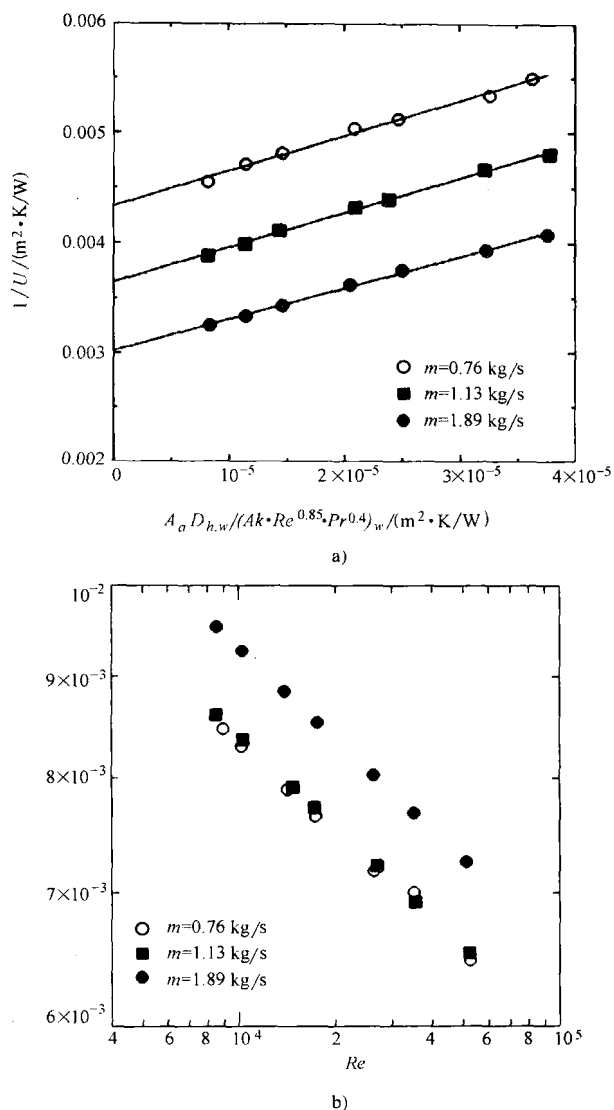 0.006
0.005
0.004
0.003
0.002
1/U/(m²·K/W)
m=0.76 kg/s
m=1.13 kg/s
m=1.89 kg/s
0 10⁻⁵ 2×10⁻⁵ 3×10⁻⁵ 4×10⁻⁵
A_a D_{h,w}/(Ak·Re^{0.85}·Pr^{0.4})_w/(m²·K/W)
a)
10⁻²
9×10⁻³
8×10⁻³
7×10⁻³
6×10⁻³
m=0.76 kg/s
m=1.13 kg/s
m=1.89 kg/s
4 6 8 10⁴ 2 4 6 8 10⁵
Re
b)